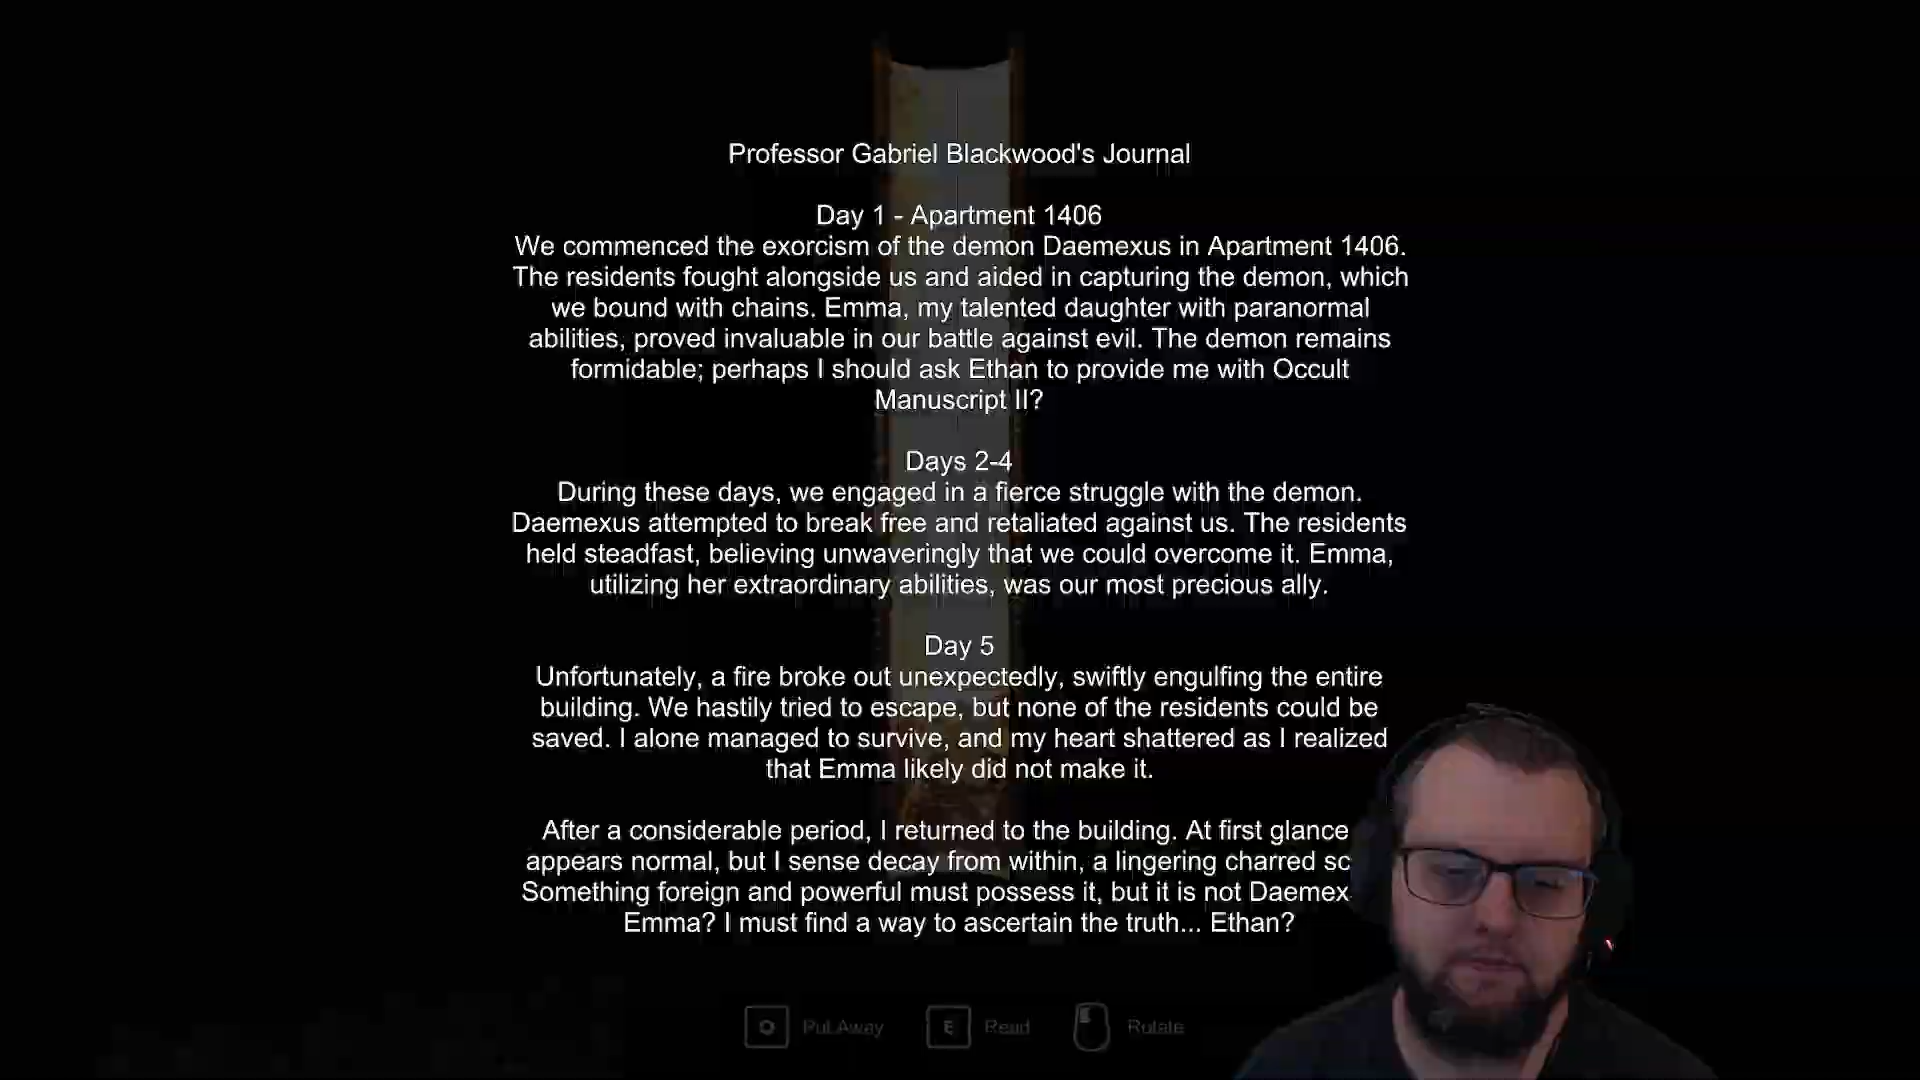 Professor Gabriel Blackwood's Journal
Day 1 - Apartment 1406
We commenced the exorcism of the demon Daemexus in Apartment 1406.
The residents fought alongside us and aided in capturing the demon, which
we bound with chains. Emma, my talented daughter with paranormal
abilities, proved invaluable in our battle against evil. The demon remains
formidable; perhaps I should ask Ethan to provide me with Occult
Manuscript II?
Days 2-4
During these days, we engaged in a fierce struggle with the demon.
Daemexus attempted to break free and retaliated against us. The residents
held steadfast, believing unwaveringly that we could overcome it. Emma,
utilizing her extraordinary abilities, was our most precious ally.
Day 5
Unfortunately, a fire broke out unexpectedly, swiftly engulfing the entire
building. We hastily tried to escape, but none of the residents could be
saved. I alone managed to survive, and my heart shattered as I realized
that Emma likely did not make it.
After a considerable period, I returned to the building. At first glance
appears normal, but I sense decay from within, a lingering charred sc
Something foreign and powerful must possess it, but it is not Daemex
Emma? I must find a way to ascertain the truth... Ethan?
Put Away E Read Rotate